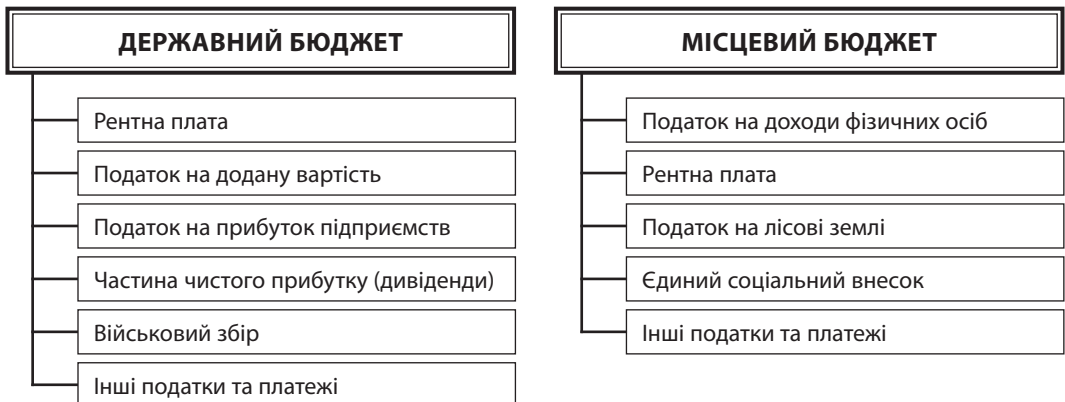 ДЕРЖАВНИЙ БЮДЖЕТ
Рентна плата
Податок на додану вартість
Податок на прибуток підприємств
Частина чистого прибутку (дивіденди)
Військовий збір
Інші податки та платежі
МІСЦЕВИЙ БЮДЖЕТ
Податок на доходи фізичних осіб
Рентна плата
Податок на лісові землі
Єдиний соціальний внесок
Інші податки та платежі